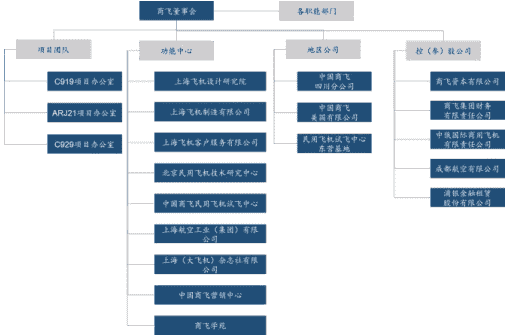 商飞董事会
各职能部门
项目团队
功能中心
地区公司
控（参）股公司
C919项目办公室
ARJ21项目办公室
C929项目办公室
上海飞机设计研究院
上海飞机制造有限公司
上海飞机客户服务有限公司
北京民用飞机技术研究中心
中国商飞民用飞机试飞中心
上海航空工业（集团）有限
公司
上海《大飞机》杂志社有限
公司
中国商飞营销中心
商飞学苑
中国商飞
四川分公司
中国商飞
美国有限公司
民用飞机试飞中心
东营基地
商飞资本有限公司
商飞集团财务
有限责任公司
中俄国际商用飞机
有限责任公司
成都航空有限公司
浦银金融租赁
股份有限公司